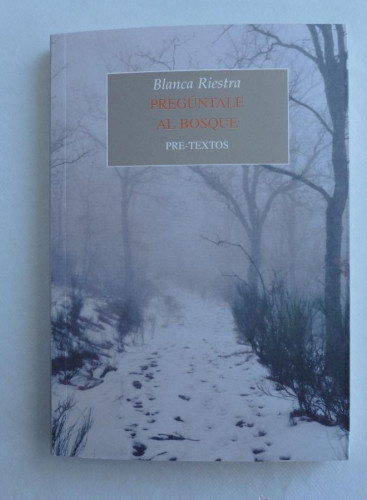 Blanca Riestra
PREGÚNTALE
AL BOSQUE
PRE-TEXTOS